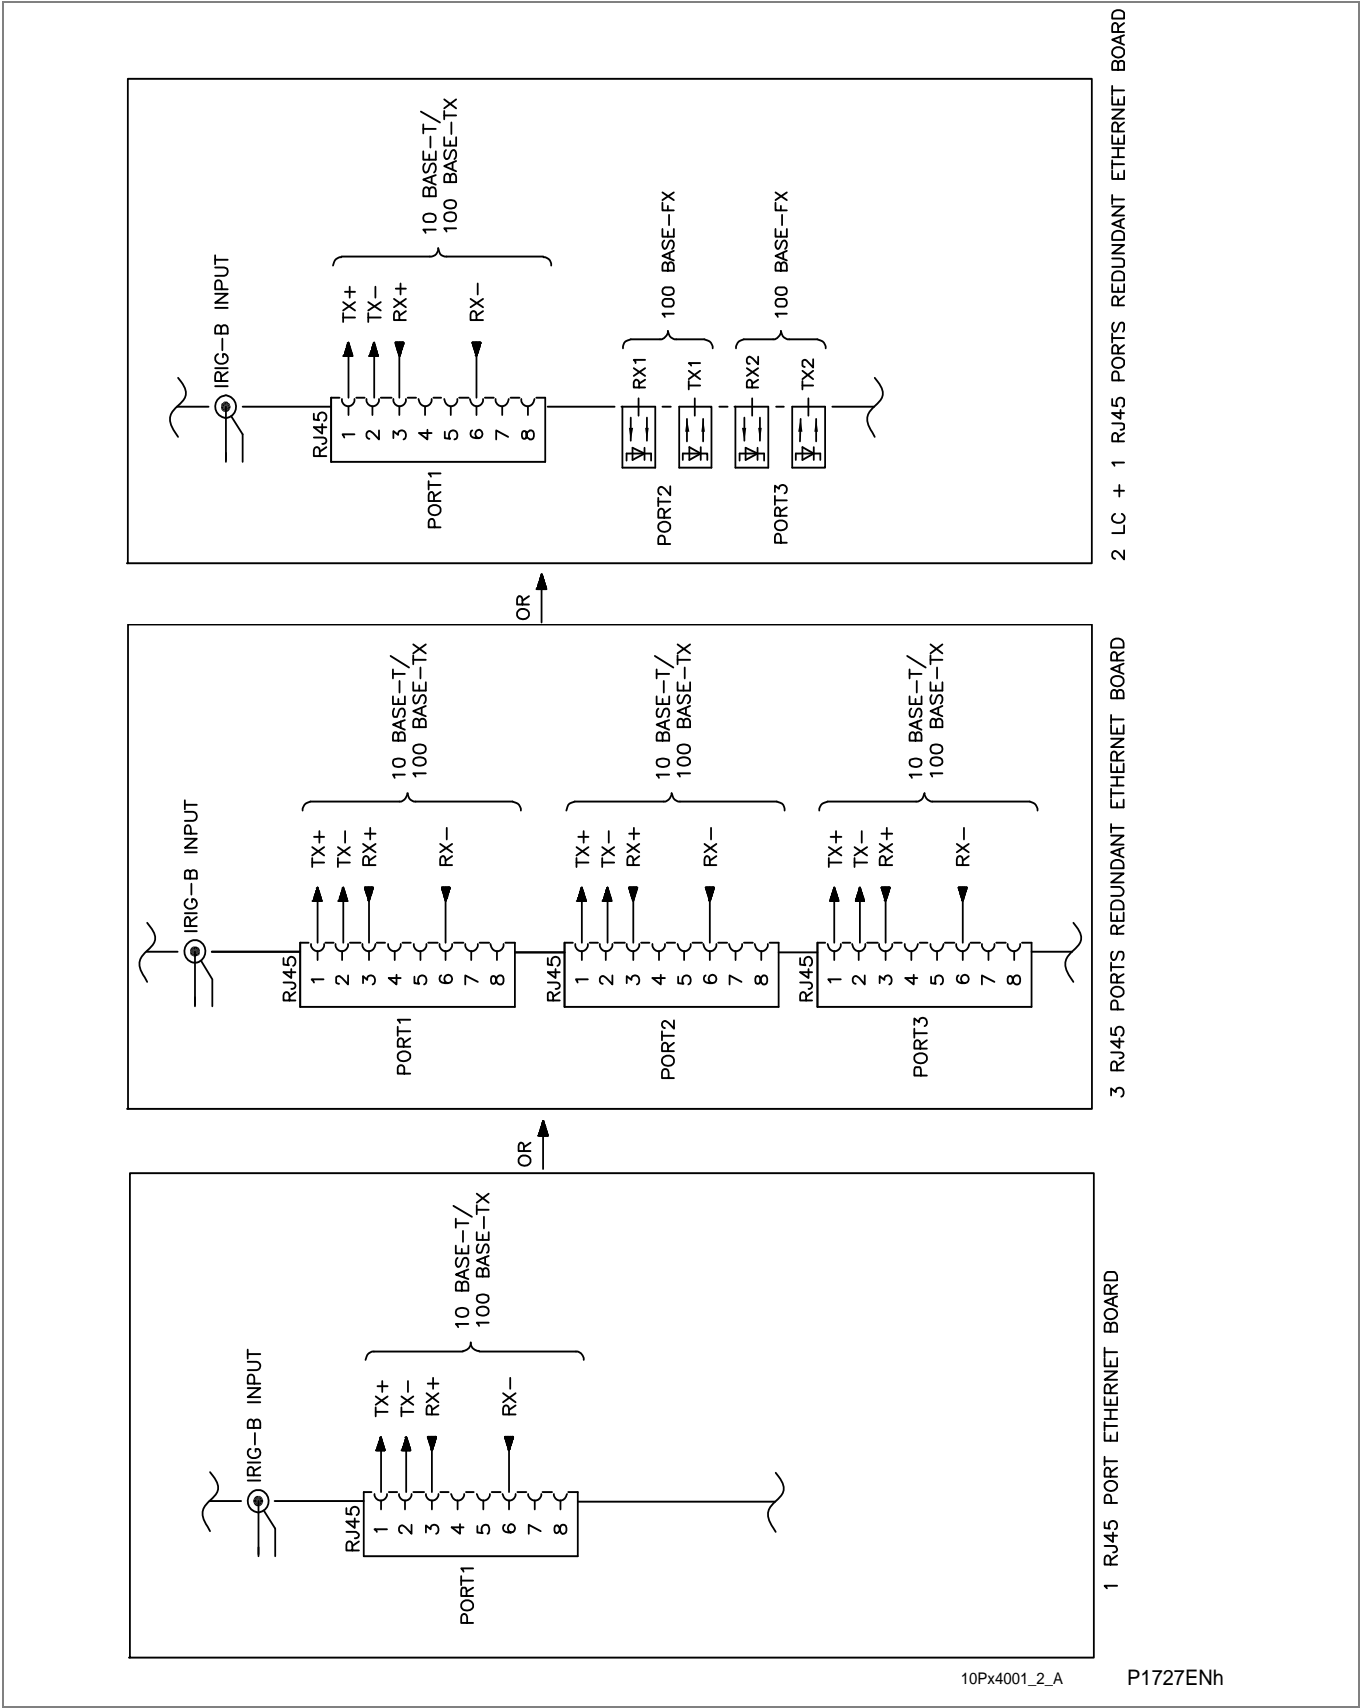 IRIG-B INPUT
RJ45
1
2
3
4
5
6
7
8
TX+
TX-
RX+
RX-
10 BASE-T/
100 BASE-TX
PORT1
1 RJ45 PORT ETHERNET BOARD
OR
IRIG-B INPUT
RJ45
1
2
3
4
5
6
7
8
TX+
TX-
RX+
RX-
10 BASE-T/
100 BASE-TX
PORT1
RJ45
1
2
3
4
5
6
7
8
TX+
TX-
RX+
RX-
10 BASE-T/
100 BASE-TX
PORT2
RJ45
1
2
3
4
5
6
7
8
TX+
TX-
RX+
RX-
10 BASE-T/
100 BASE-TX
PORT3
3 RJ45 PORTS REDUNDANT ETHERNET BOARD
OR
IRIG-B INPUT
RJ45
1
2
3
4
5
6
7
8
TX+
TX-
RX+
RX-
10 BASE-T/
100 BASE-TX
PORT1
RX1
TX1
100 BASE-FX
PORT2
RX2
TX2
100 BASE-FX
PORT3
2 LC + 1 RJ45 PORTS REDUNDANT ETHERNET BOARD
10Px4001_2_A
P1727ENh